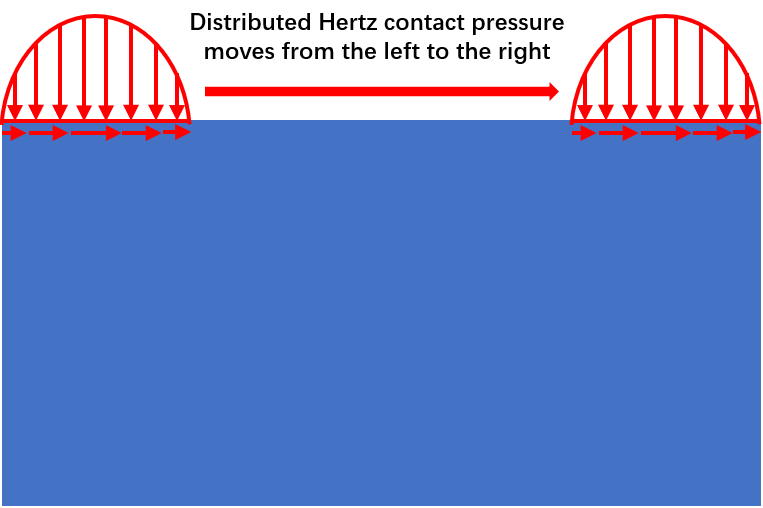 Distributed Hertz contact pressure
moves from the left to the right